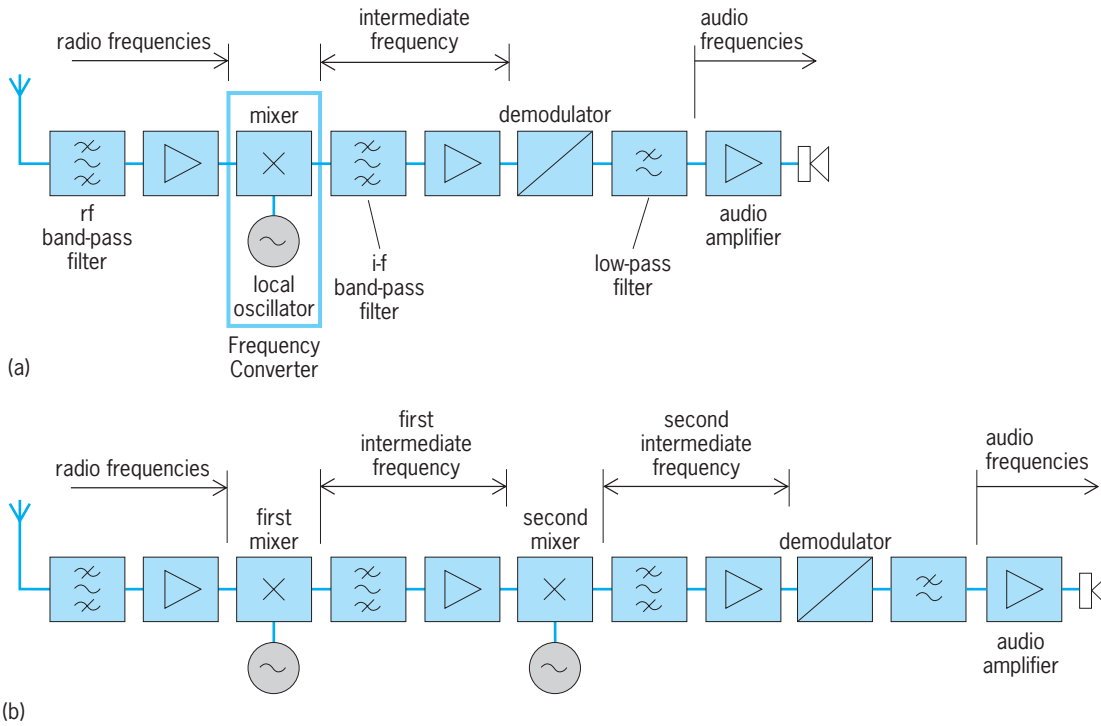 radio frequencies
intermediate
frequency
audio
frequencies
mixer
demodulator
rf
band-pass
filter
local
oscillator
i-f
band-pass
filter
low-pass
filter
audio
amplifier
Frequency
Converter
(a)
radio frequencies
first
intermediate
frequency
second
intermediate
frequency
audio
frequencies
first
mixer
second
mixer
demodulator
audio
amplifier
(b)